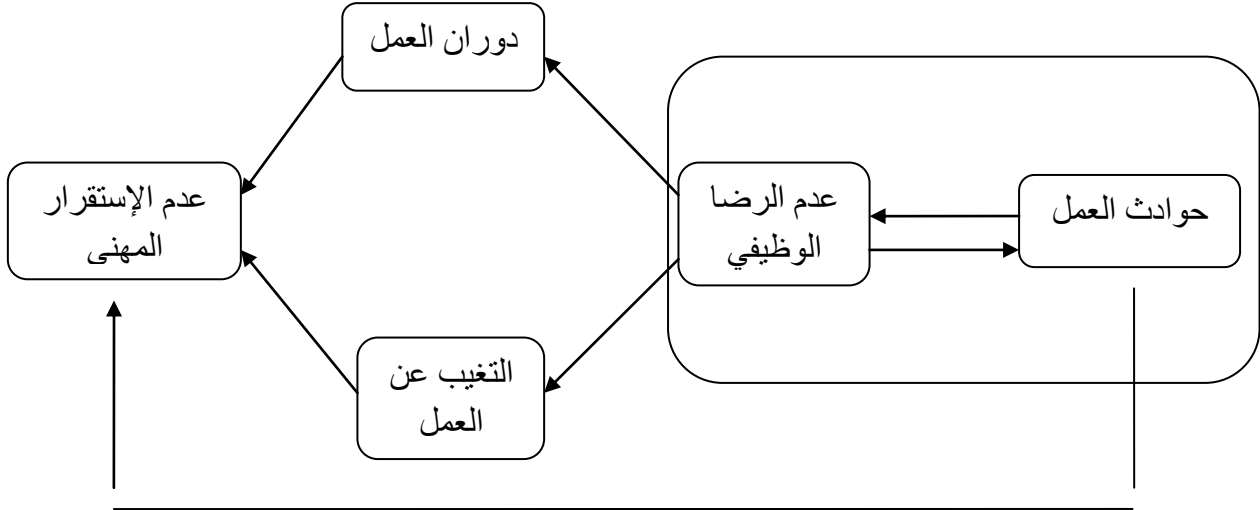 دوران العمل
حوادث العمل
عدم الرضا
الوظيفي
عدم الإستقرار
المهنى
التغيب عن
العمل